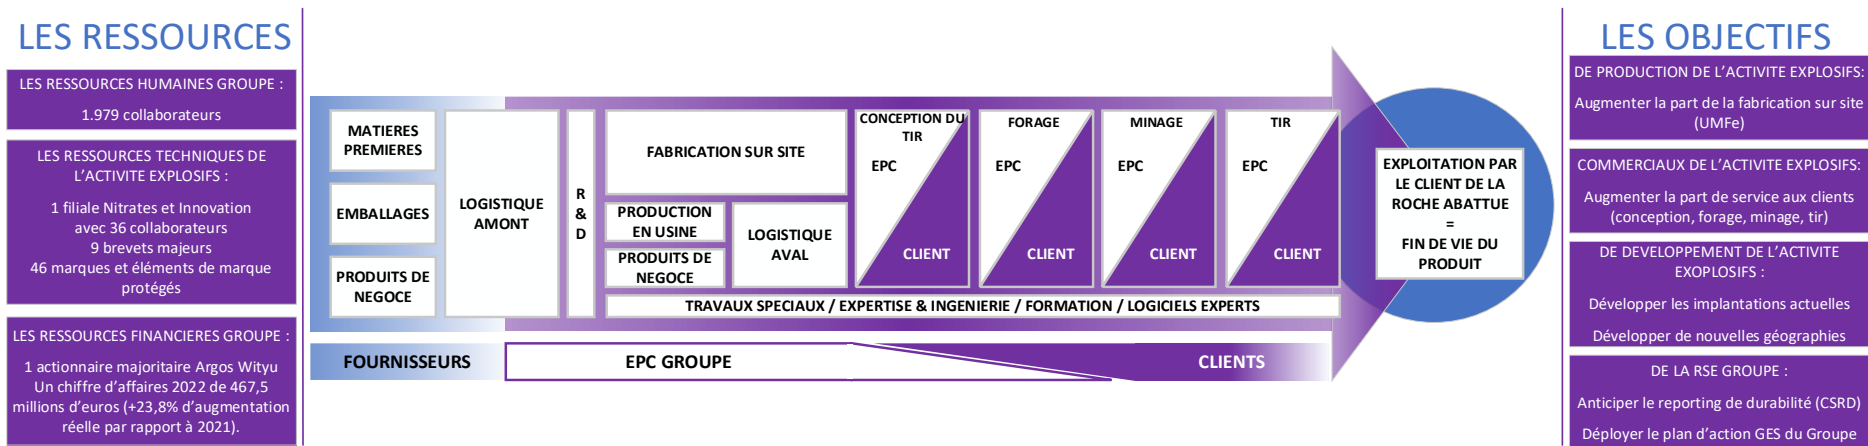 LES RESSOURCES
LES RESSOURCES HUMAINES GROUPE :
1.979 collaborateurs
LES RESSOURCES TECHNIQUES DE
L’ACTIVITE EXPLOSIFS :
1 filiale Nitrates et Innovation
avec 36 collaborateurs
9 brevets majeurs
46 marques et éléments de marque
protégés
LES RESSOURCES FINANCIERES GROUPE :
1 actionnaire majoritaire Argos Wityu
Un chiffre d’affaires 2022 de 467,5
millions d’euros (+23,8% d’augmentation
réelle par rapport à 2021).
MATIERES
PREMIERES
EMBALLAGES
PRODUITS DE
NEGOCE
LOGISTIQUE
AMONT
R
&
D
FABRICATION SUR SITE
PRODUCTION
EN USINE
PRODUITS DE
NEGOCE
LOGISTIQUE
AVAL
CONCEPTION DU
TIR
EPC
CLIENT
FORAGE
EPC
CLIENT
MINAGE
EPC
CLIENT
TIR
EPC
CLIENT
TRAVAUX SPECIAUX / EXPERTISE & INGENIERIE / FORMATION / LOGICIELS EXPERTS
FOURNISSEURS
EPC GROUPE
CLIENTS
EXPLOITATION PAR
LE CLIENT DE LA
ROCHE ABATTUE
=
FIN DE VIE DU
PRODUIT
LES OBJECTIFS
DE PRODUCTION DE L’ACTIVITE EXPLOSIFS:
Augmenter la part de la fabrication sur site
(UMFe)
COMMERCIAUX DE L’ACTIVITE EXPLOSIFS:
Augmenter la part de service aux clients
(conception, forage, minage, tir)
DE DEVELOPPEMENT DE L’ACTIVITE
EXOPLOSIFS :
Développer les implantations actuelles
Développer de nouvelles géographies
DE LA RSE GROUPE :
Anticiper le reporting de durabilité (CSRD)
Déployer le plan d’action GES du Groupe